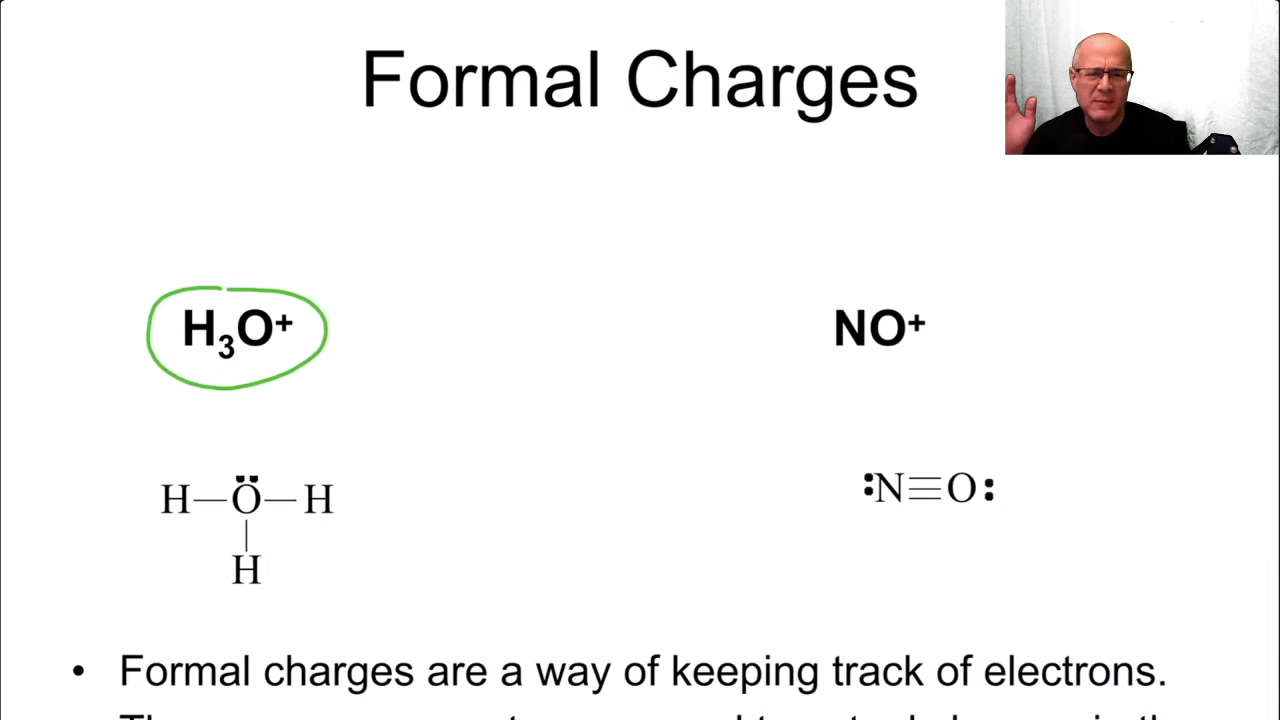 Formal Charges
H₃O⁺
NO⁺
H—Ö—H
|
H
:N≡O:
• Formal charges are a way of keeping track of electrons.